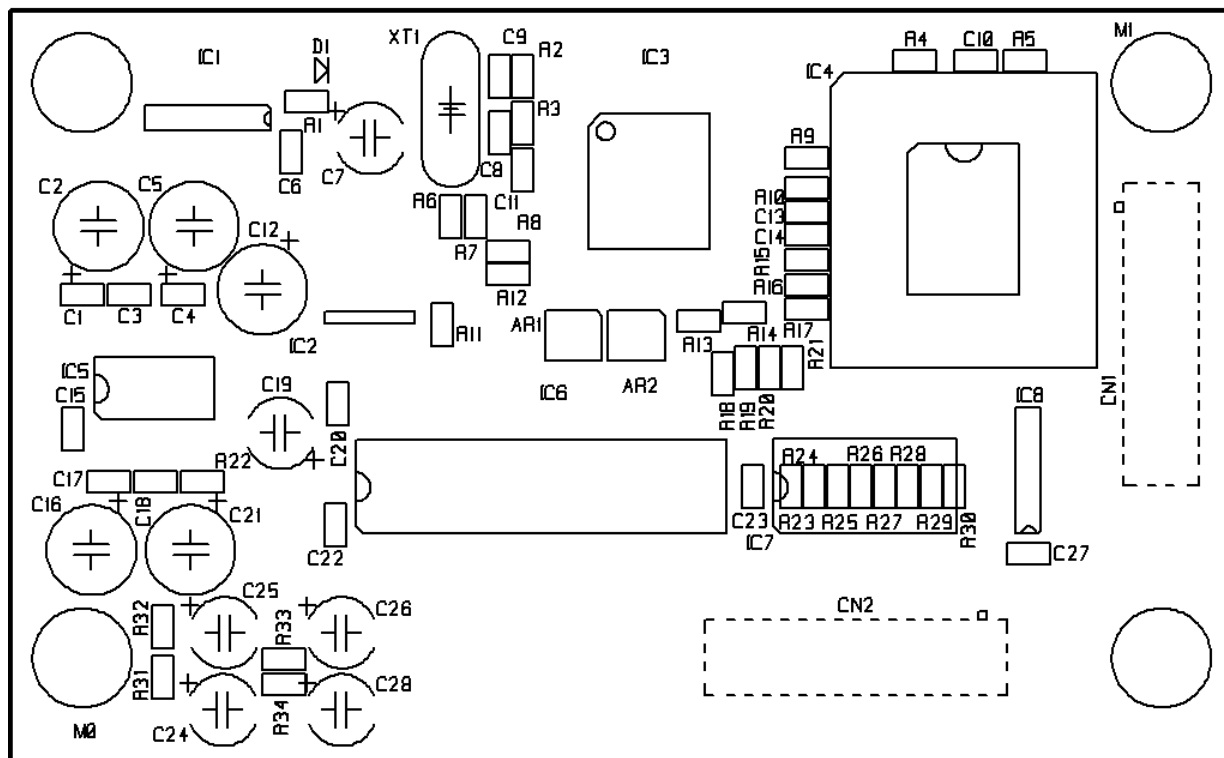 IC1
D1
XT1
C9
R2
IC3
IC4
R4
C10
R5
M1
R1
R3
C6
C7
C8
C11
R9
C2
C5
C12
R6
R7
R8
R10
C13
C14
R15
R16
R17
C1
C3
C4
IC2
R11
R12
AR1
AR2
IC6
R13
R14
R18
R19
R20
R21
CN1
IC5
C15
C19
C20
IC8
C17
C18
R22
C16
C21
C22
C23
IC7
R24
R26
R28
R23
R25
R27
R29
R30
C27
CN2
R32
C25
R33
C26
R31
C24
R34
C28
M0